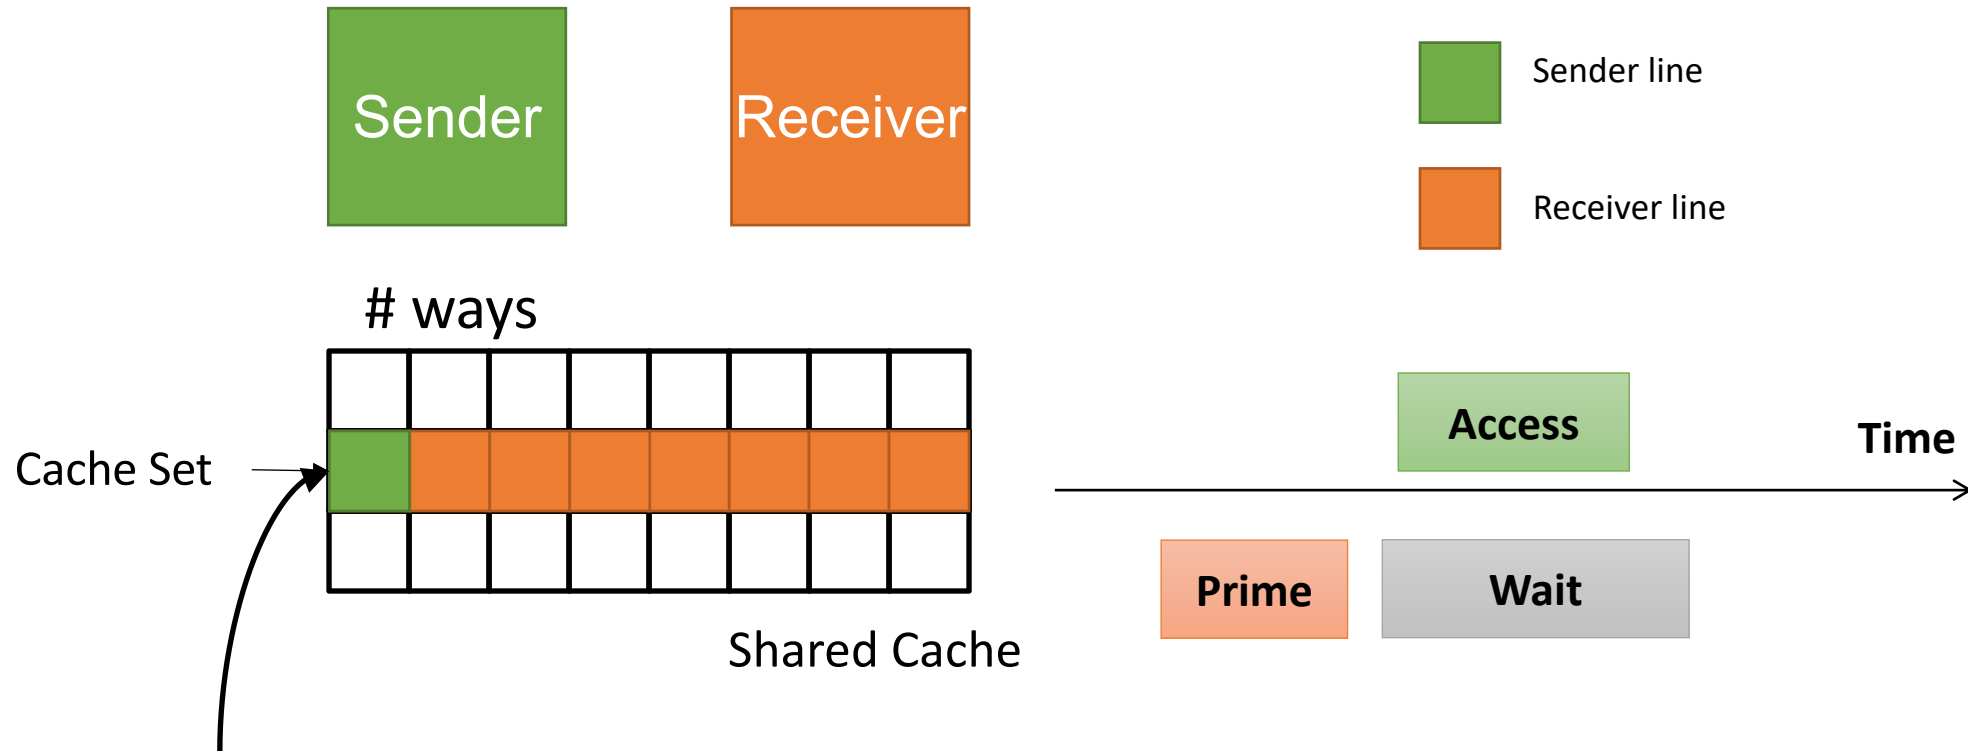 Sender
Receiver
Sender line
Receiver line
# ways
Cache Set
Access
Time
Prime
Wait
Shared Cache